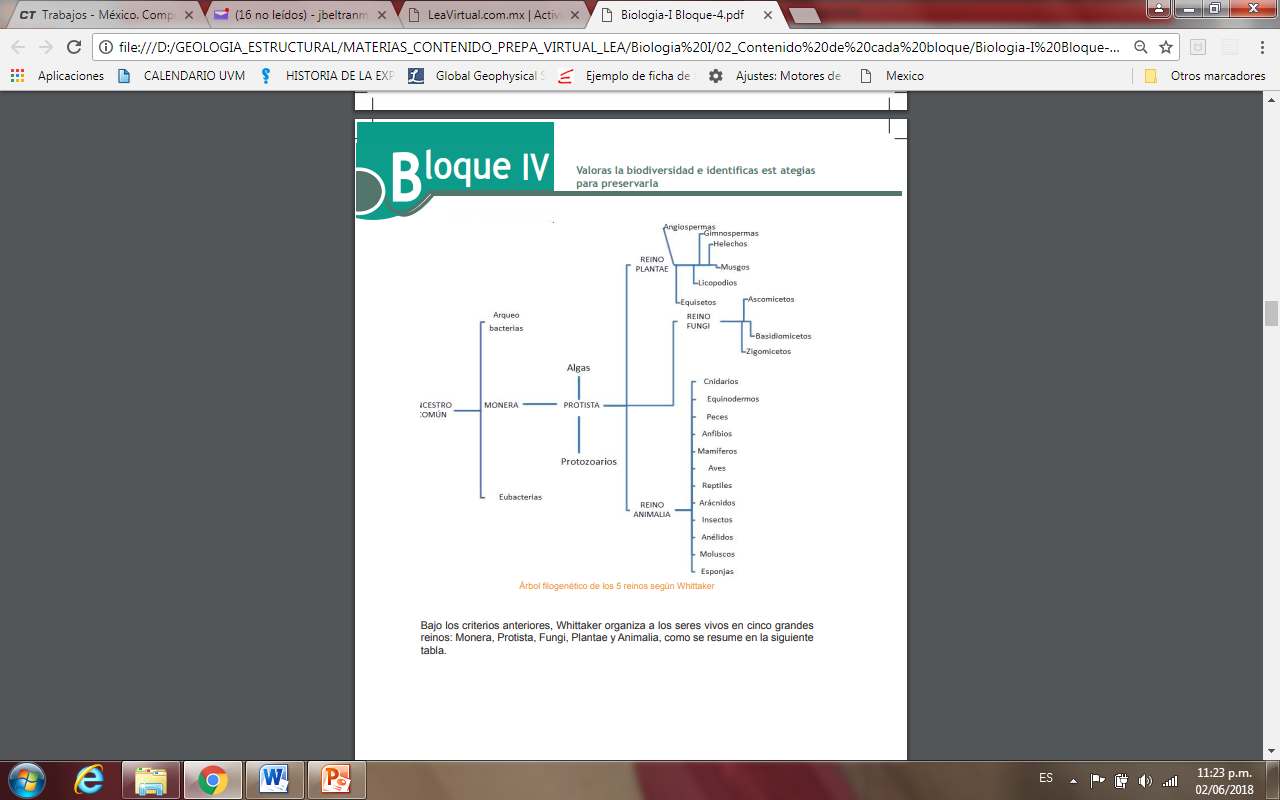 CT Trabajos - México. Comp
(16 no leídos) - jbeltranm
LeaVirtual.com.mx | Activ
Biologia-I Bloque-4.pdf
file:///D:/GEOLOGIA_ESTRUCTURAL/MATERIAS_CONTENIDO_PREPA_VIRTUAL_LEA/Biologia%20I/02_Contenido%20de%20cada%20bloque/Biologia-I%20Bloque-...
Aplicaciones
CALENDARIO UVM
HISTORIA DE LA EXP
Global Geophysical S
Ejemplo de ficha de
Ajustes: Motores de
Mexico
Otros marcadores
Bloque IV
Valoras la biodiversidad e identificas est ategias
para preservarla
Angiospermas
Gimnospermas
Helechos
REINO
PLANTAE
Musgos
Licopodios
Equisetos
Ascomicetos
REINO
FUNGI
Basidiomicetos
Zigomicetos
Arqueo
bacterias
Algas
NCESTRO
COMÚN
MONERA
PROTISTA
Protozoarios
Eubacterias
REINO
ANIMALIA
Cnidarios
Equinodermos
Peces
Anfibios
Mamíferos
Aves
Reptiles
Arácnidos
Insectos
Anélidos
Moluscos
Esponjas
Árbol filogenético de los 5 reinos según Whittaker
Bajo los criterios anteriores, Whittaker organiza a los seres vivos en cinco grandes
reinos: Monera, Protista, Fungi, Plantae y Animalia, como se resume en la siguiente
tabla.
ES
11:23 p.m.
02/06/2018